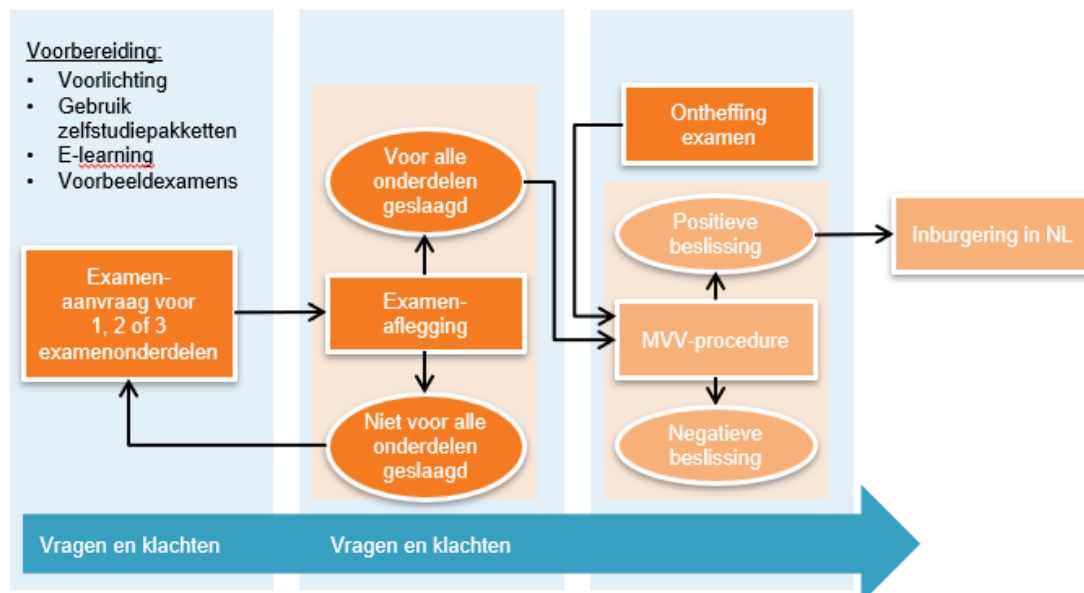 Voorbereiding:
• Voorlichting
• Gebruik
zelfstudiepakketten
• E-learning
• Voorbeeldexamens
Examen-
aanvraag voor
1, 2 of 3
examenonderdelen
Voor alle
onderdelen
geslaagd
Examen-
aflegging
Niet voor alle
onderdelen
geslaagd
Ontheffing
examen
Positieve
beslissing
MVV-procedure
Negatieve
beslissing
Inburgering in NL
Vragen en klachten
Vragen en klachten